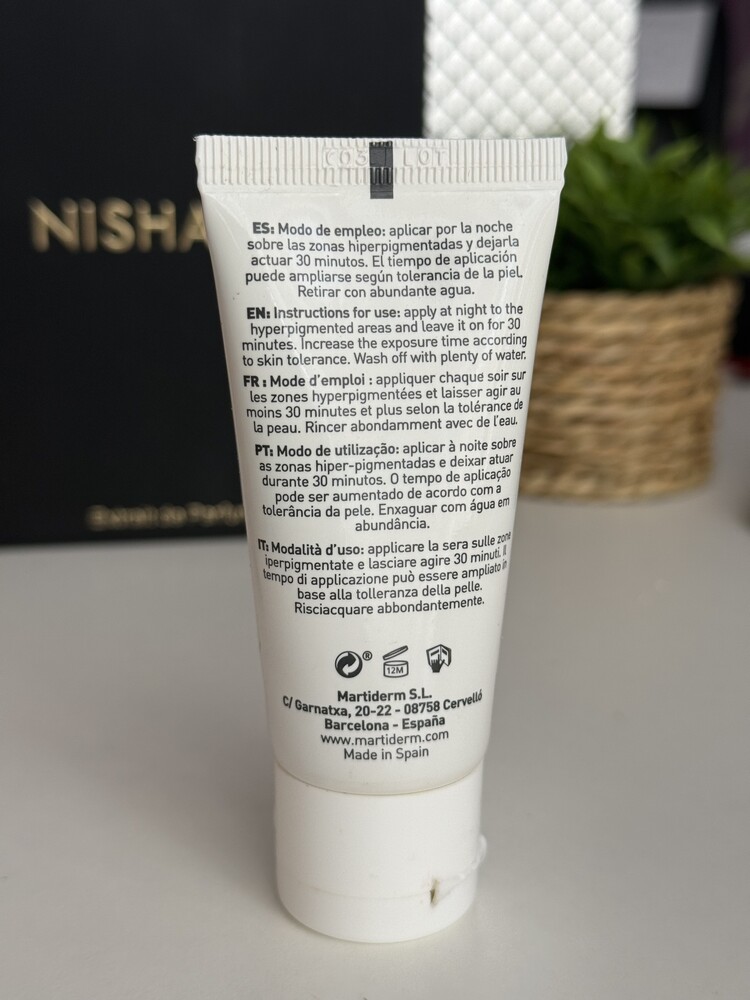 NISHA
CO3 LOT
ES: Modo de empleo: aplicar por la noche
sobre las zonas hiperpigmentadas y dejarla
actuar 30 minutos. El tiempo de aplicación
puede ampliarse según tolerancia de la piel.
Retirar con abundante agua.
EN: Instructions for use: apply at night to the
hyperpigmented areas and leave it on for 30
minutes. Increase the exposure time according
to skin tolerance. Wash off with plenty of water.
FR : Mode d'emploi : appliquer chaque soir sur
les zones hyperpigmentées et laisser agir au
moins 30 minutes et plus selon la tolérance de
la peau. Rincer abondamment avec de l'eau.
PT: Modo de utilização: aplicar à noite sobre
as zonas hiper-pigmentadas e deixar atuar
durante 30 minutos. O tempo de aplicação
pode ser aumentado de acordo com a
tolerância da pele. Enxaguar com água em
abundância.
IT: Modalità d'uso: applicare la sera sulle zone
iperpigmentate e lasciare agire 30 minuti. Il
tempo di applicazione può essere ampliato in
base alla tolleranza della pelle.
Risciacquare abbondantemente.
®
12M
Martiderm S.L.
C/ Garnatxa, 20-22 - 08758 Cervelló
Barcelona - España
www.martiderm.com
Made in Spain
Extrait de Parfu